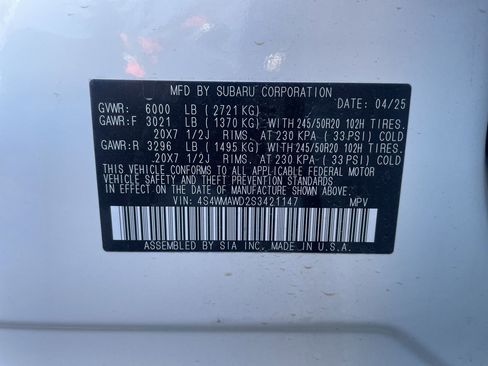 MFD BY SUBARU CORPORATION
GVWR: 6000 LB (2721 KG) DATE: 04/25
GAWR:F 3021 LB (1370 KG) WITH 245/50R20 102H TIRES.
20X7 1/2J RIMS. AT 230 KPA (33 PSI) COLD
GAWR:R 3296 LB (1495 KG) WITH 245/50R20 102H TIRES.
20X7 1/2J RIMS. AT 230 KPA (33 PSI) COLD
THIS VEHICLE CONFORMS TO ALL APPLICABLE FEDERAL MOTOR
VEHICLE SAFETY AND THEFT PREVENTION STANDARDS IN EFFECT
ON THE DATE OF MANUFACTURE SHOWN ABOVE.
VIN: 4S4WMAWD2S3421147 MPV
ASSEMBLED BY SIA INC. IN U.S.A.